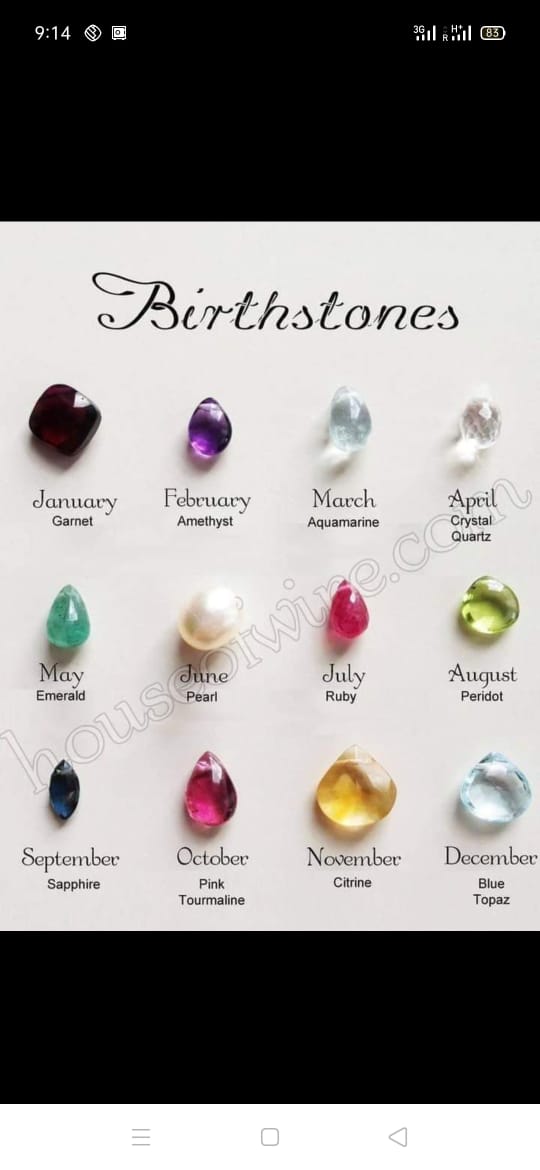 9:14
3G R H+ 83
Birthstones
January February March April
Garnet Amethyst Aquamarine Crystal
Quartz
May June July August
Emerald Pearl Ruby Peridot
September October November December
Sapphire Pink Citrine Blue
Tourmaline Topaz
houseofwire.com